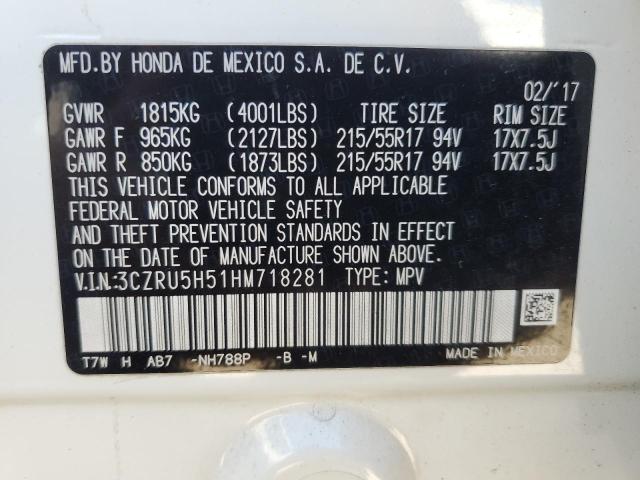 MFD.BY HONDA DE MEXICO S.A. DE C.V.
02/'17
GVWR 1815KG (4001LBS) TIRE SIZE RIM SIZE
GAWR F 965KG (2127LBS) 215/55R17 94V 17X7.5J
GAWR R 850KG (1873LBS) 215/55R17 94V 17X7.5J
THIS VEHICLE CONFORMS TO ALL APPLICABLE
FEDERAL MOTOR VEHICLE SAFETY
AND THEFT PREVENTION STANDARDS IN EFFECT
ON THE DATE OF MANUFACTURE SHOWN ABOVE.
V.I.N.:3CZRU5H51HM718281 TYPE: MPV
T7W H AB7 -NH788P -B -M
MADE IN MEXICO